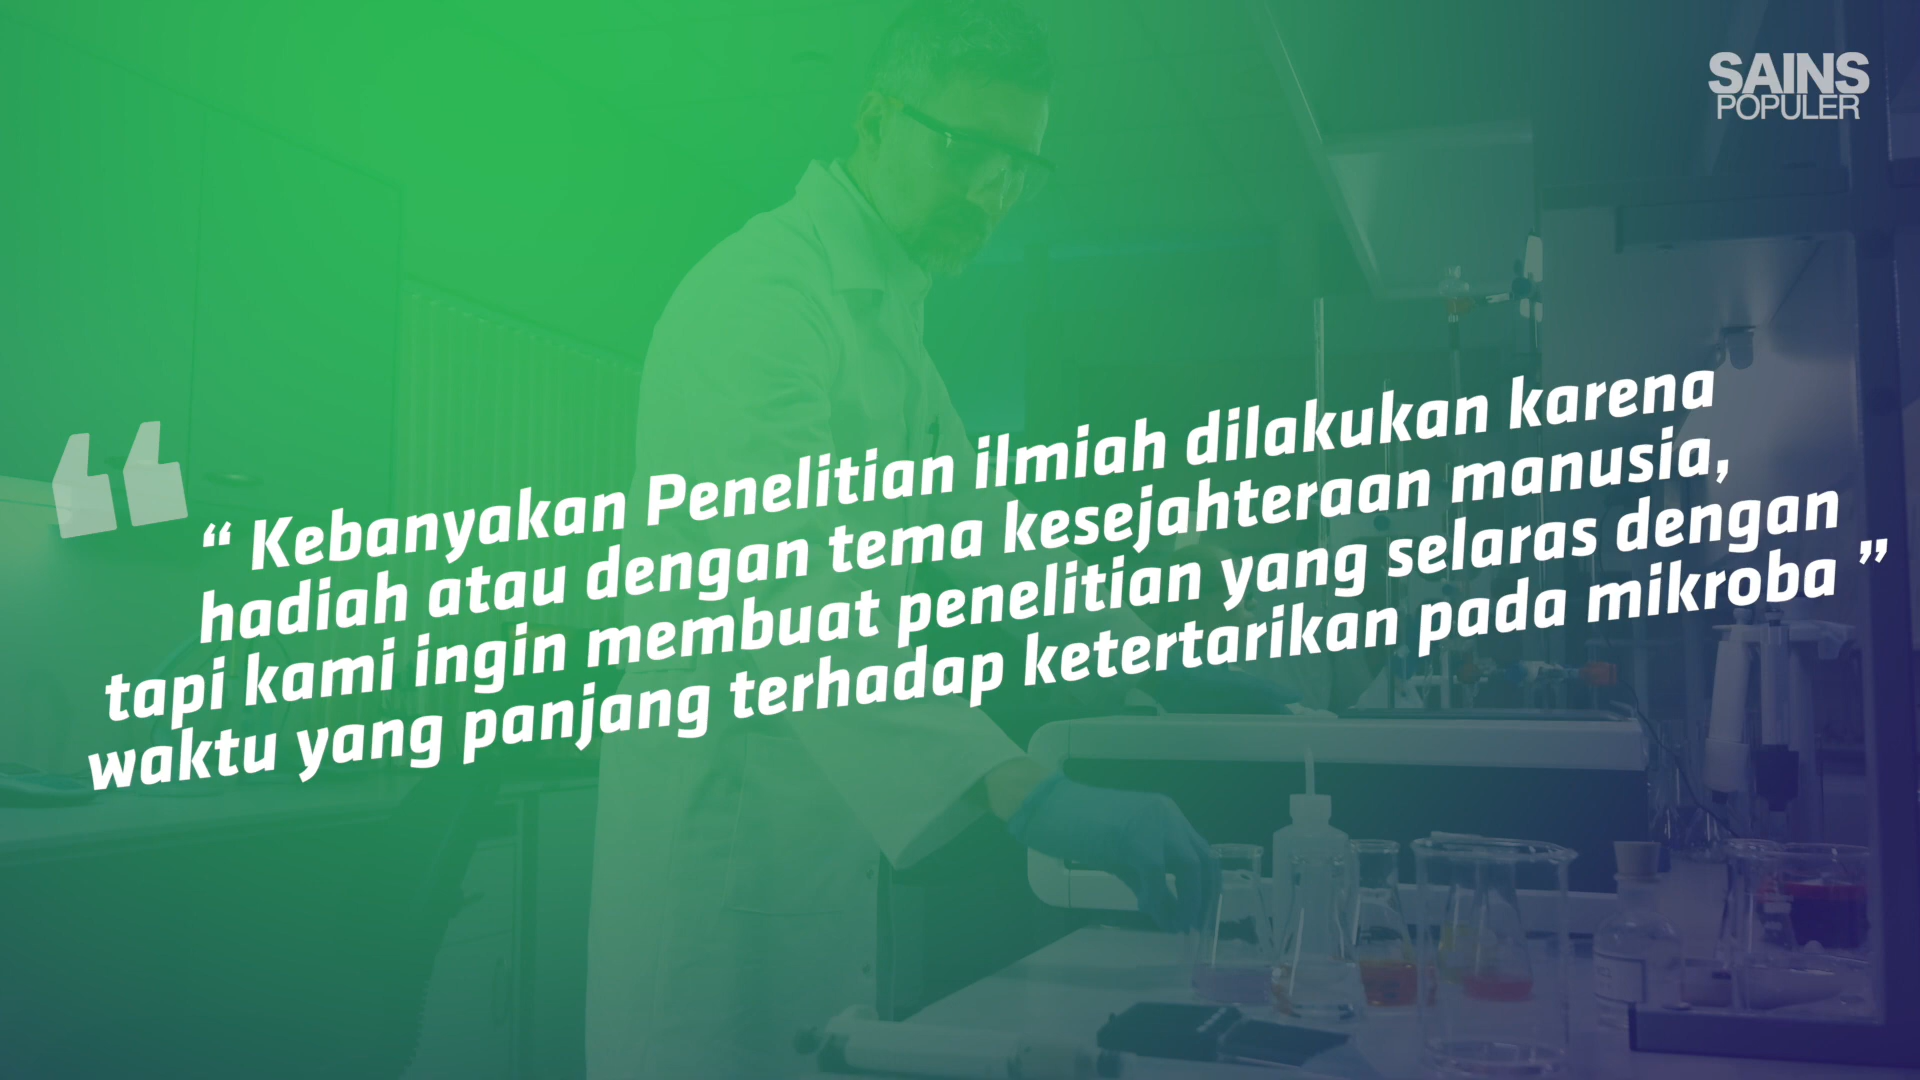 SAINS
POPULER
“ Kebanyakan Penelitian ilmiah dilakukan karena
hadiah atau dengan tema kesejahteraan manusia,
tapi kami ingin membuat penelitian yang selaras dengan
waktu yang panjang terhadap ketertarikan pada mikroba ”